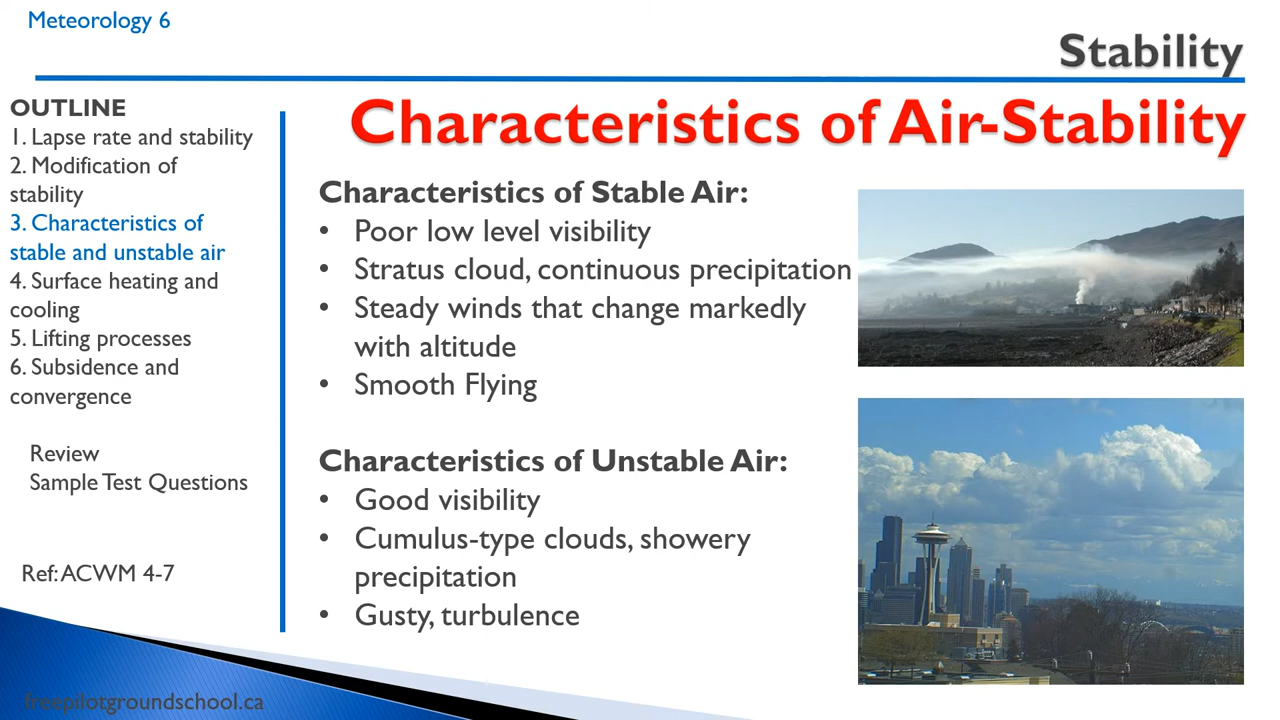 Meteorology 6
Stability
OUTLINE
1. Lapse rate and stability
2. Modification of
stability
3. Characteristics of
stable and unstable air
4. Surface heating and
cooling
5. Lifting processes
6. Subsidence and
convergence
Review
Sample Test Questions
Ref: ACWM 4-7
freepilotgroundschool.ca
Characteristics of Air-Stability
Characteristics of Stable Air:
• Poor low level visibility
• Stratus cloud, continuous precipitation
• Steady winds that change markedly
with altitude
• Smooth Flying
Characteristics of Unstable Air:
• Good visibility
• Cumulus-type clouds, showery
precipitation
• Gusty, turbulence